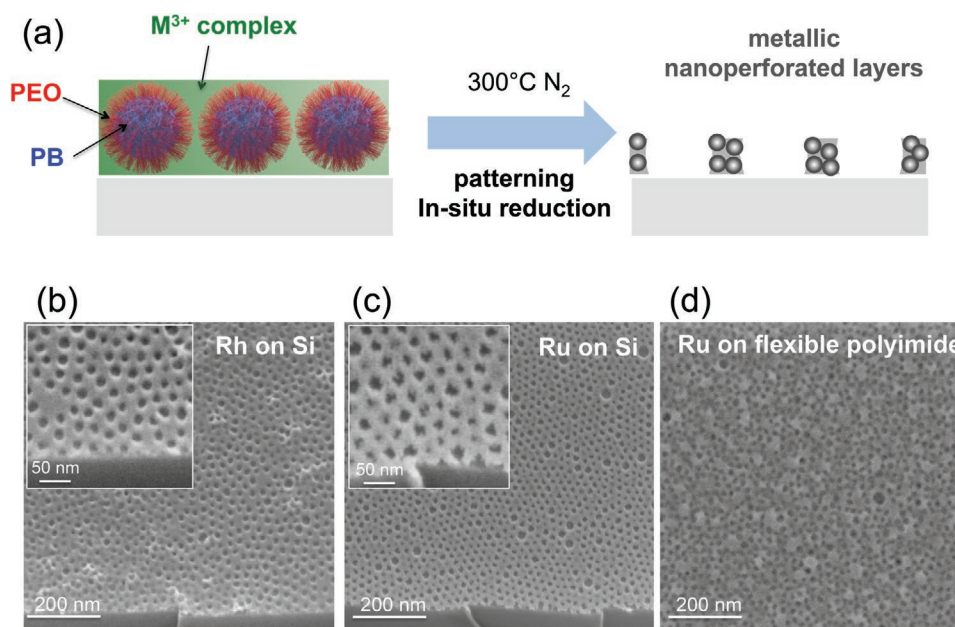 (a)
M³⁺ complex
PEO
PB
300°C N₂
patterning
In-situ reduction
metallic
nanoperforated layers
(b)
Rh on Si
50 nm
200 nm
(c)
Ru on Si
50 nm
200 nm
(d)
Ru on flexible polyimide
200 nm